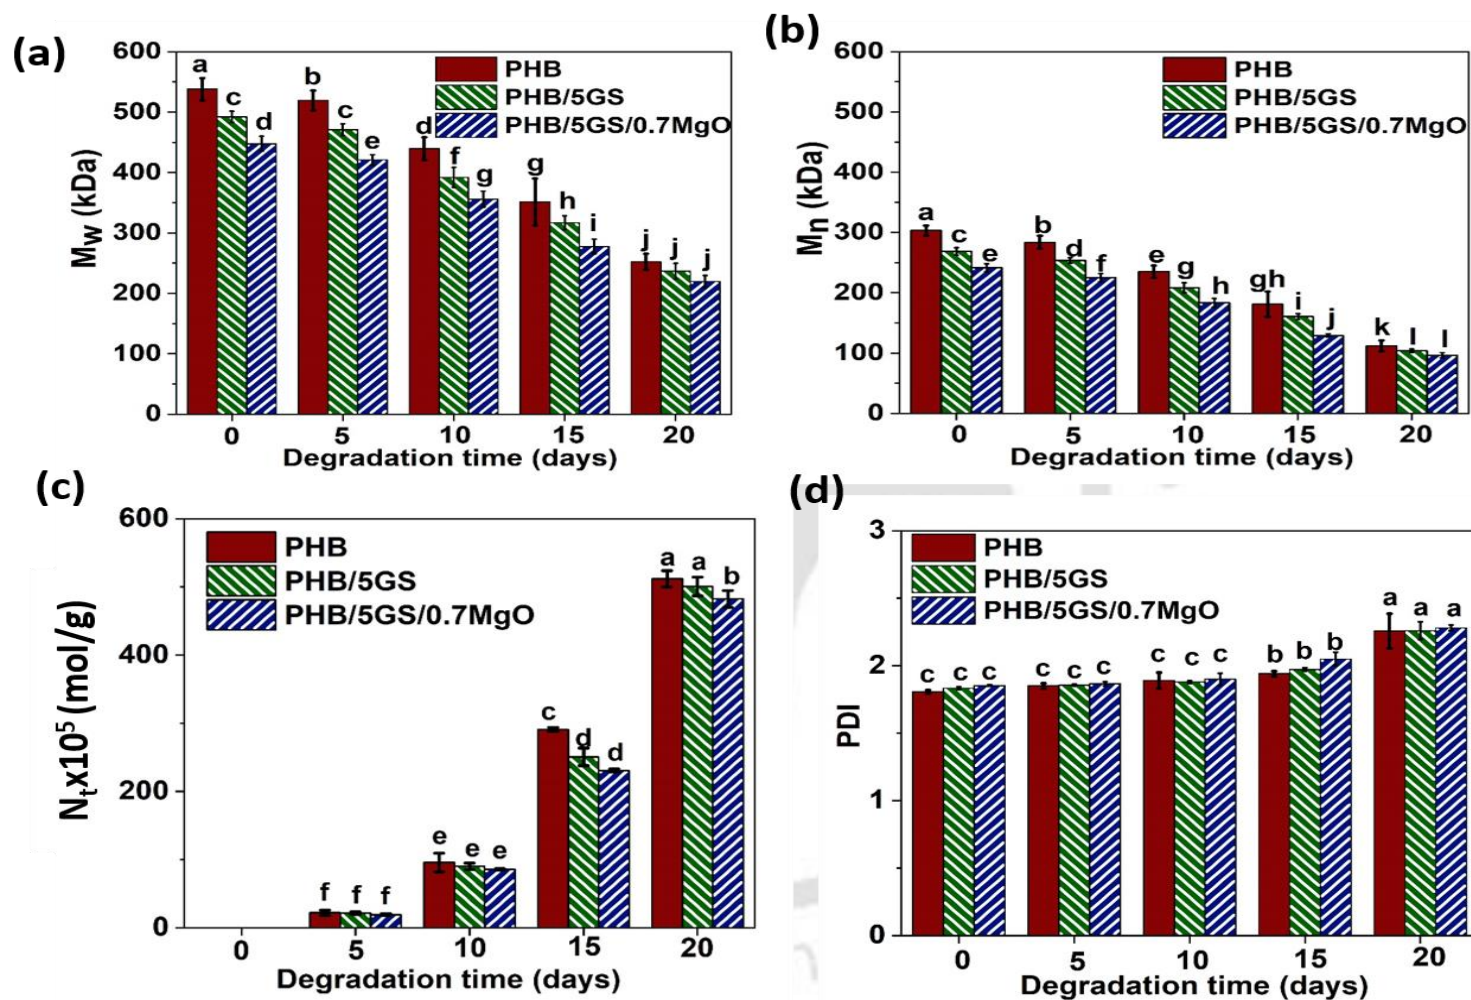 (a)
600
500
400
300
200
100
0
Mw (kDa)
PHB
PHB/5GS
PHB/5GS/0.7MgO
a c d
b c e
d f g
g h i
j j j
0 5 10 15 20
Degradation time (days)
(b)
600
500
400
300
200
100
0
Mn (kDa)
PHB
PHB/5GS
PHB/5GS/0.7MgO
a c e
b d f
e g h
gh i j
k l l
0 5 10 15 20
Degradation time (days)
(c)
600
400
200
0
Ntx10⁵ (mol/g)
PHB
PHB/5GS
PHB/5GS/0.7MgO
f f f
e e e
c d d
a a b
0 5 10 15 20
Degradation time (days)
(d)
3
2
1
0
PDI
PHB
PHB/5GS
PHB/5GS/0.7MgO
c c c
c c c
c c c
b b b
a a a
0 5 10 15 20
Degradation time (days)